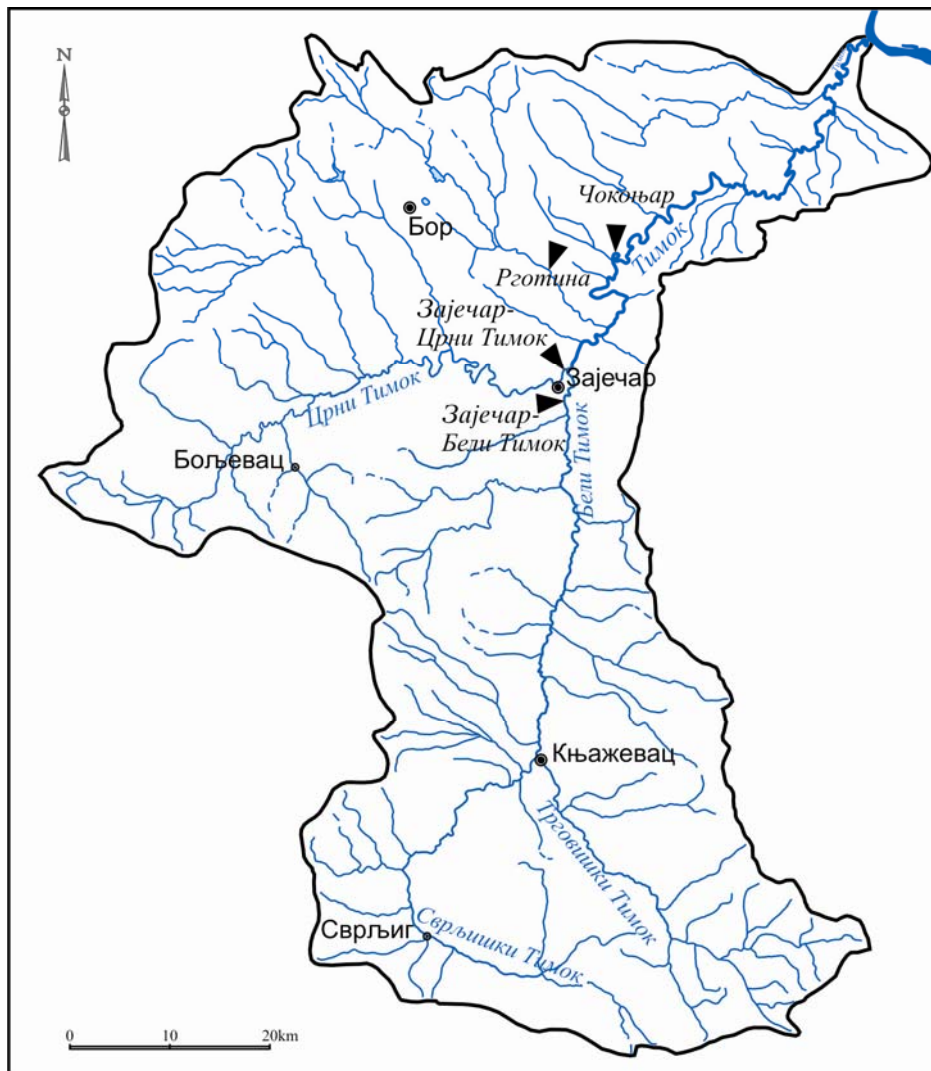 N
Чокоњар
Бор
Тимок
Рготина
Зајечар-
Црни Тимок
Зајечар
Црни Тимок
Зајечар-
Бели Тимок
Бољевац
Бели Тимок
Књажевац
Трговишки Тимок
Сврљиг
Сврљишки Тимок
0 10 20km